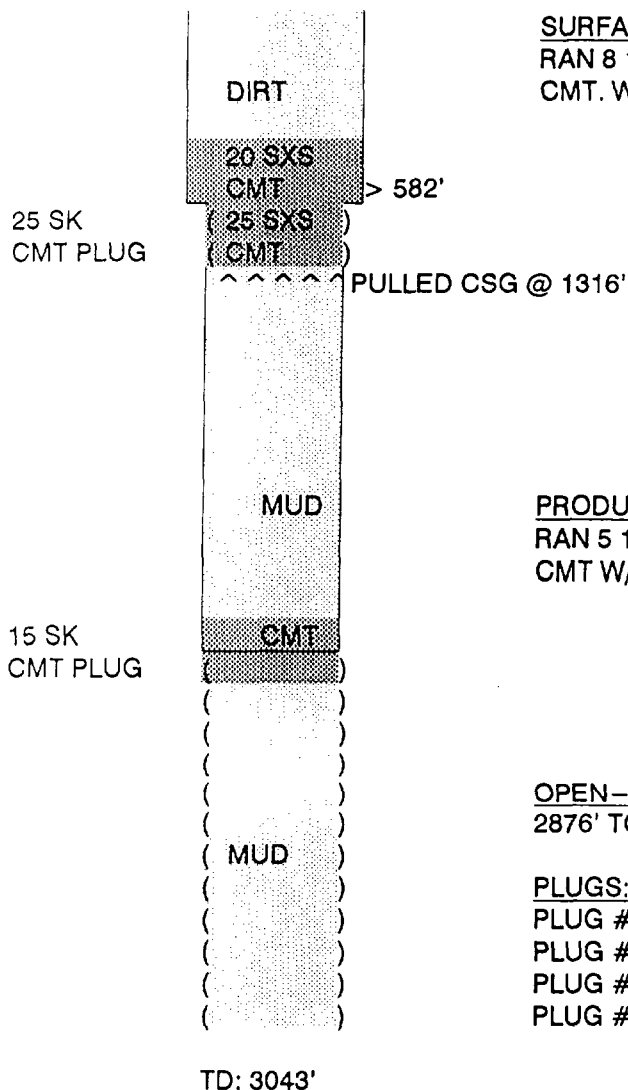 SURFA
RAN 8
CMT. W
DIRT
20 SXS
CMT
> 582'
25 SK
CMT PLUG
( 25 SXS )
( CMT )
^ ^ ^ ^ ^ PULLED CSG @ 1316'
MUD
PRODU
RAN 5 1
CMT W/
15 SK
CMT PLUG
CMT
OPEN–
2876' TO
MUD
PLUGS:
PLUG #
PLUG #
PLUG #
PLUG #
TD: 3043'